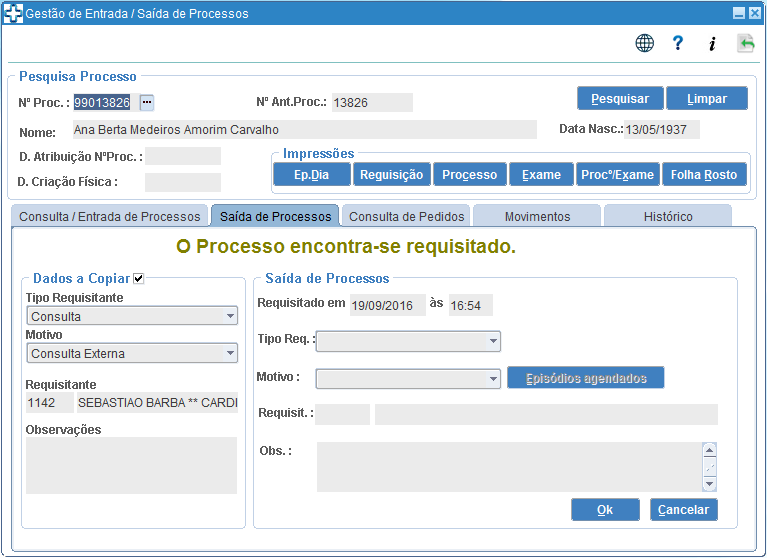 Gestão de Entrada / Saída de Processos
Pesquisa Processo
Nº Proc. : 99013826 ... Nº Ant.Proc.: 13826 Pesquisar Limpar
Nome: Ana Berta Medeiros Amorim Carvalho Data Nasc.: 13/05/1937
D. Atribuição NºProc. :
D. Criação Física :
Impressões
Ep.Dia Requisição Processo Exame Procº/Exame Folha Rosto
Consulta / Entrada de Processos Saída de Processos Consulta de Pedidos Movimentos Histórico
O Processo encontra-se requisitado.
Dados a Copiar
Tipo Requisitante
Consulta
Motivo
Consulta Externa
Requisitante
1142 SEBASTIAO BARBA ** CARDI
Observações
Saída de Processos
Requisitado em 19/09/2016 às 16:54
Tipo Req. :
Motivo : Episódios agendados
Requisit. :
Obs. :
Ok Cancelar